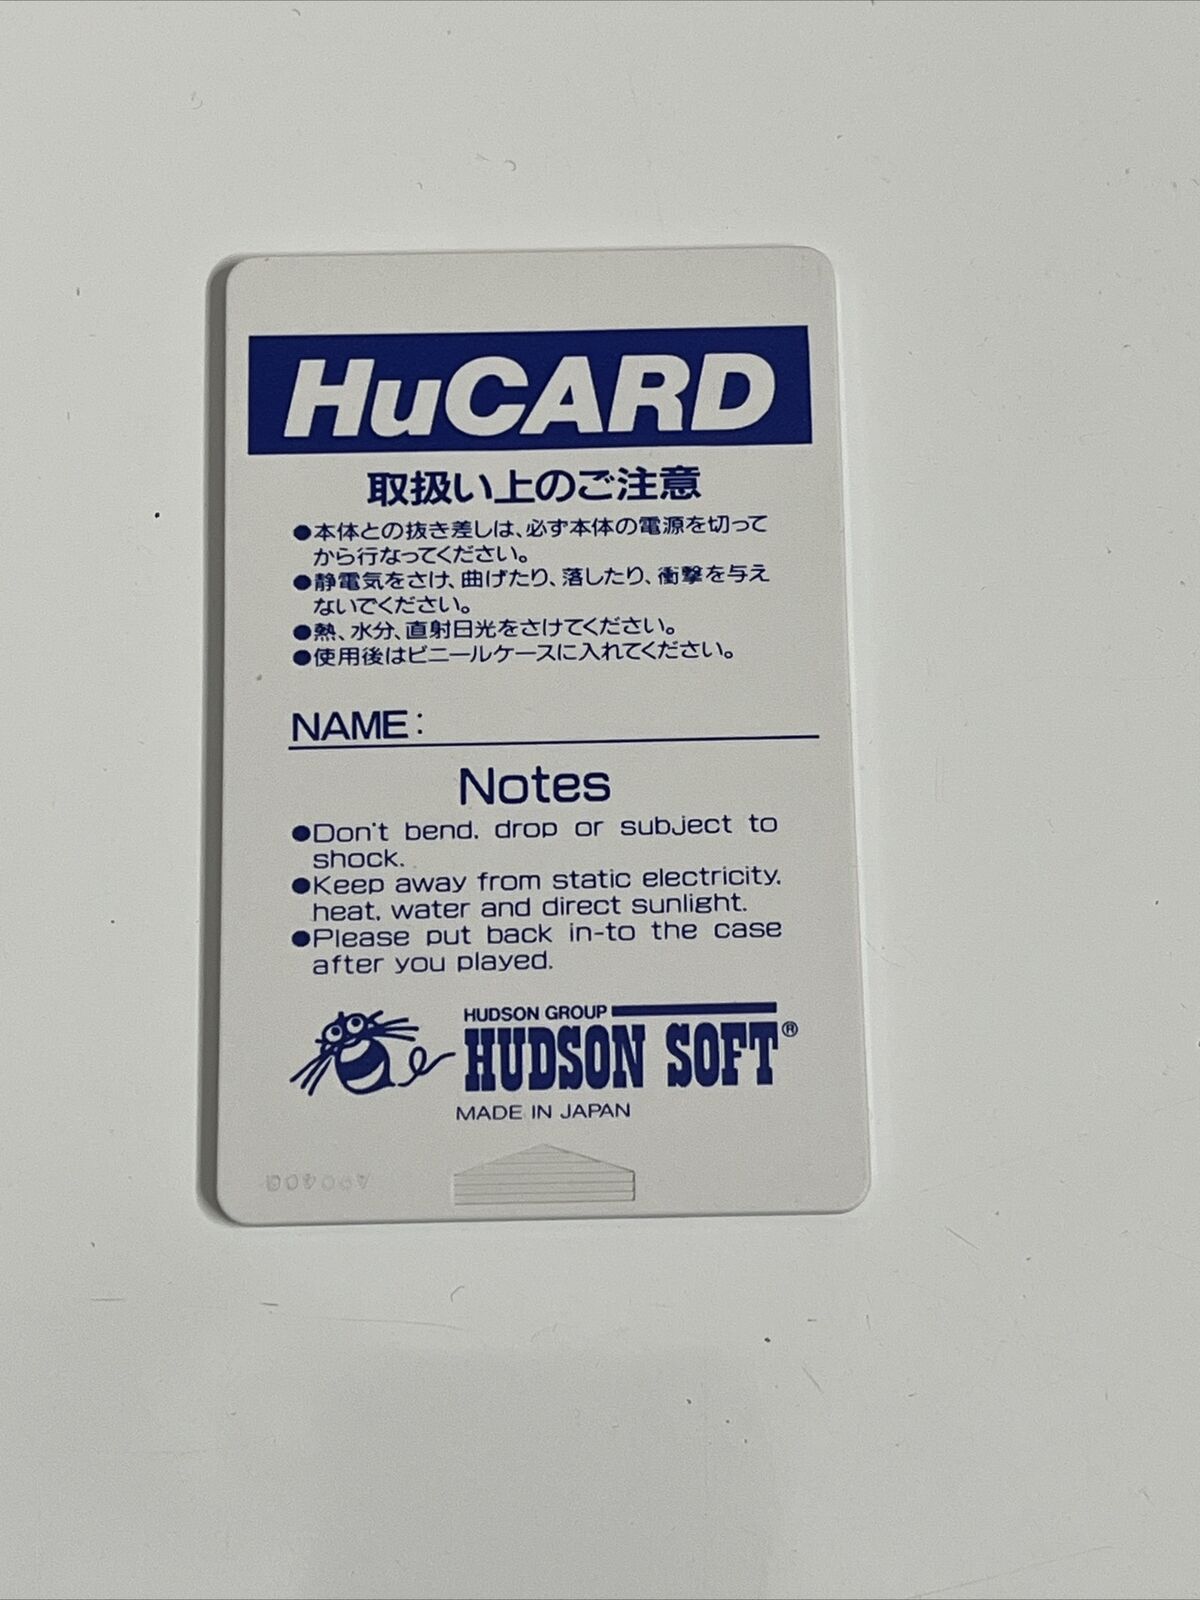 HuCARD
取扱い上のご注意
●本体との抜き差しは、必ず本体の電源を切って
から行なってください。
●静電気をさけ、曲げたり、落したり、衝撃を与え
ないでください。
●熱、水分、直射日光をさけてください。
●使用後はビニールケースに入れてください。
NAME:
Notes
●Don't bend, drop or subject to
shock.
●Keep away from static electricity,
heat, water and direct sunlight.
●Please put back in-to the case
after you played.
HUDSON GROUP
HUDSON SOFT®
MADE IN JAPAN